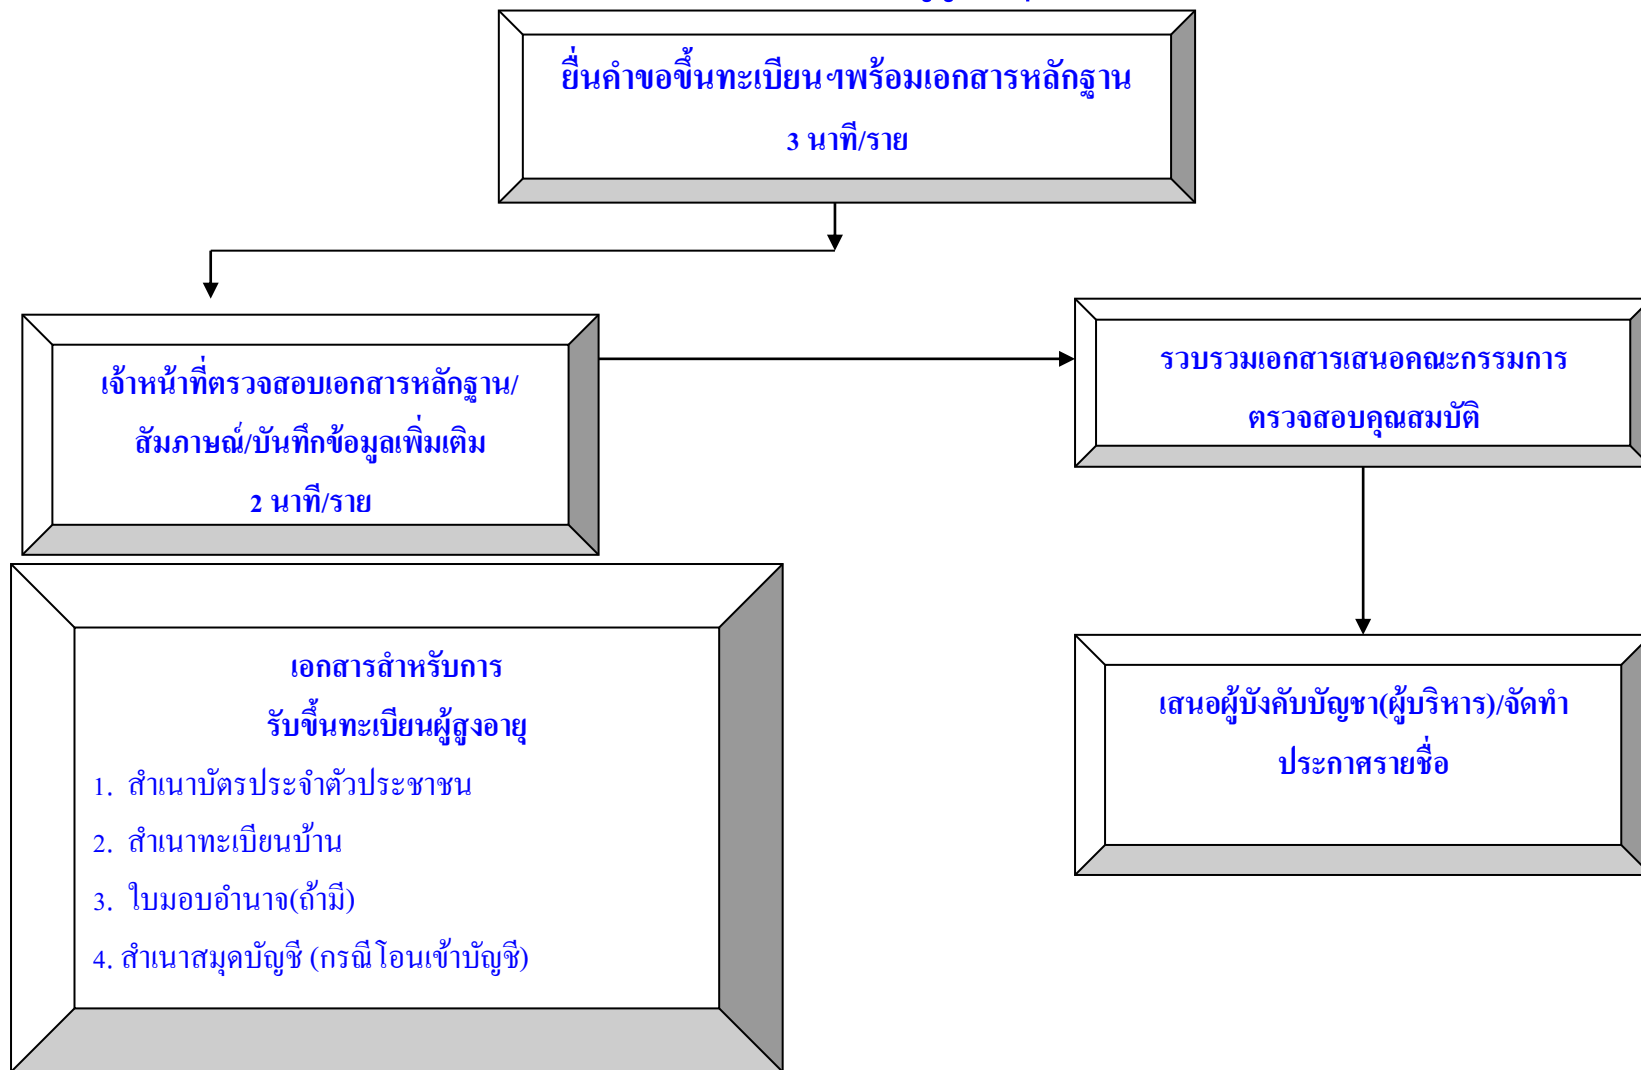 ยื่นคำขอขึ้นทะเบียนฯพร้อมเอกสารหลักฐาน
3 นาที/ราย
เจ้าหน้าที่ตรวจสอบเอกสารหลักฐาน/
สัมภาษณ์/บันทึกข้อมูลเพิ่มเติม
2 นาที/ราย
รวบรวมเอกสารเสนอคณะกรรมการ
ตรวจสอบคุณสมบัติ
เสนอผู้บังคับบัญชา(ผู้บริหาร)/จัดทำ
ประกาศรายชื่อ
เอกสารสำหรับการ
รับขึ้นทะเบียนผู้สูงอายุ
1. สำเนาบัตรประจำตัวประชาชน
2. สำเนาทะเบียนบ้าน
3. ใบมอบอำนาจ(ถ้ามี)
4. สำเนาสมุดบัญชี (กรณีโอนเข้าบัญชี)